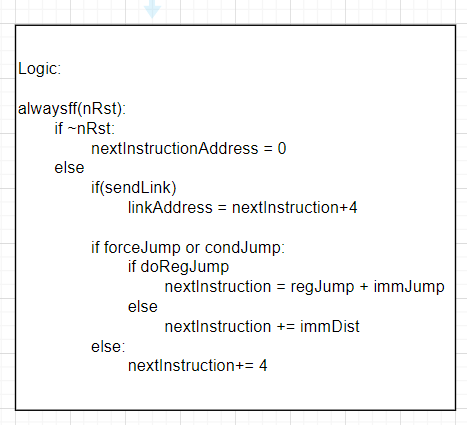 Logic:
alwaysff(nRst):
if ~nRst:
nextInstructionAddress = 0
else
if(sendLink)
linkAddress = nextInstruction+4
if forceJump or condJump:
if doRegJump
nextInstruction = regJump + immJump
else
nextInstruction += immDist
else:
nextInstruction+= 4